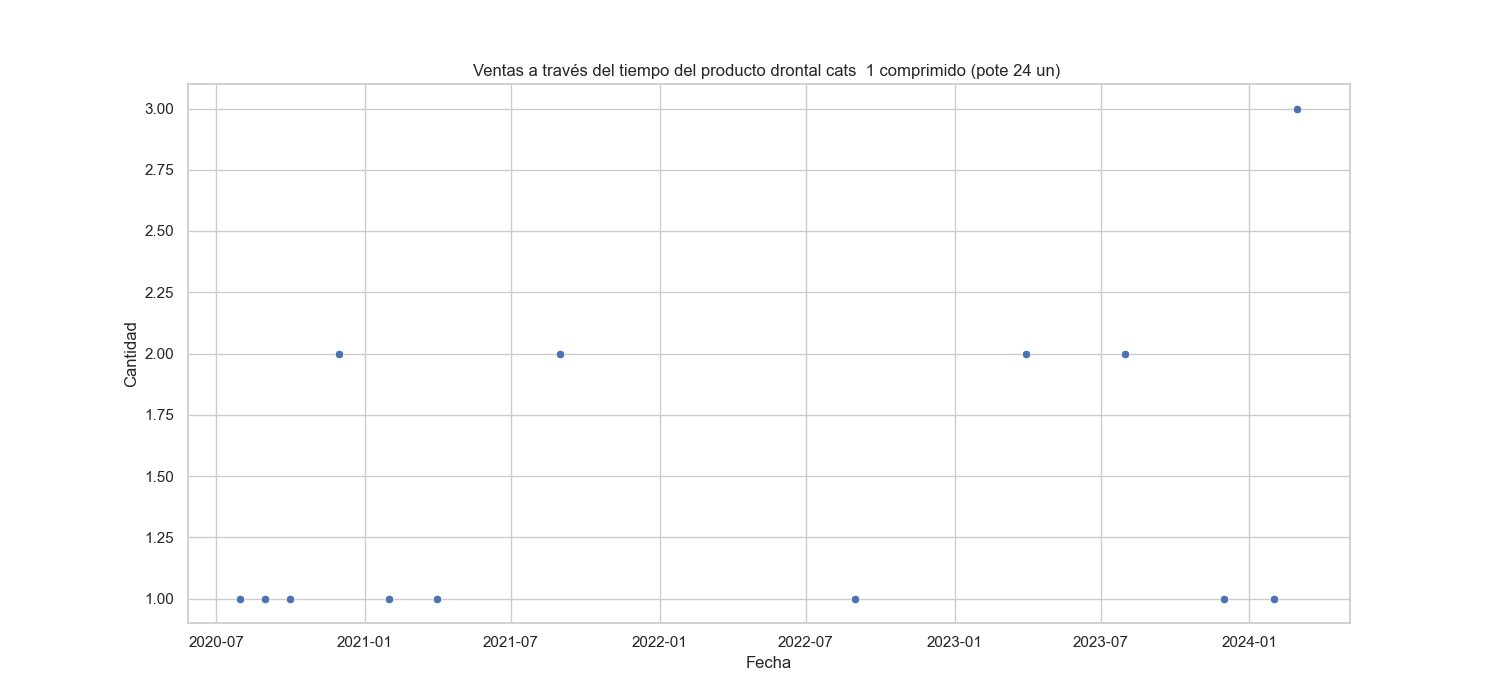 Ventas a través del tiempo del producto drontal cats  1 comprimido (pote 24 un)
3.00
2.75
2.50
2.25
2.00
1.75
1.50
1.25
1.00
Cantidad
2020-07 2021-01 2021-07 2022-01 2022-07 2023-01 2023-07 2024-01
Fecha